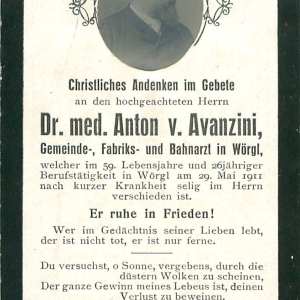 Christliches Andenken im Gebete
an den hochgeachteten Herrn
Dr. med. Anton v. Avanzini,
Gemeinde-, Fabriks- und Bahnarzt in Wörgl,
welcher im 59. Lebensjahre und 26jähriger
Berufstätigkeit in Wörgl am 29. Mai 1911
nach kurzer Krankheit selig im Herrn
verschieden ist.
Er ruhe in Frieden!
Wer im Gedächtnis seiner Lieben lebt,
der ist nicht tot, er ist nur ferne.
Du versuchst, o Sonne, vergebens, durch die
düstern Wolken zu scheinen,
Der ganze Gewinn meines Lebeus ist, deinen
Verlust zu beweinen.